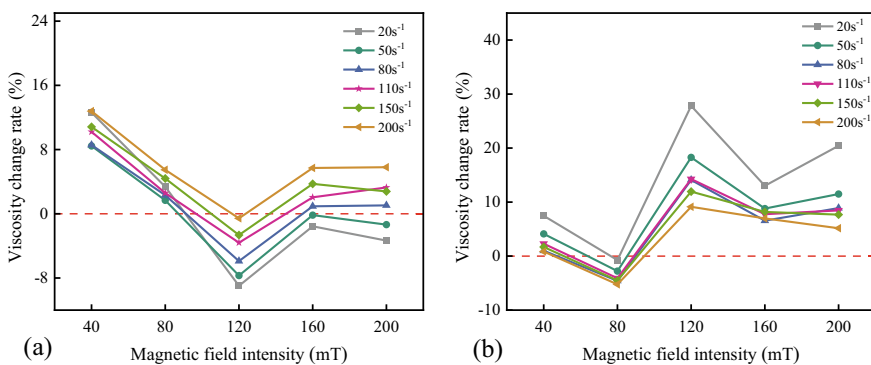 24
16
8
0
-8
40
80
120
160
200
Viscosity change rate (%)
Magnetic field intensity (mT)
20s⁻¹
50s⁻¹
80s⁻¹
110s⁻¹
150s⁻¹
200s⁻¹
(a)
40
30
20
10
0
-10
40
80
120
160
200
Viscosity change rate (%)
Magnetic field intensity (mT)
20s⁻¹
50s⁻¹
80s⁻¹
110s⁻¹
150s⁻¹
200s⁻¹
(b)